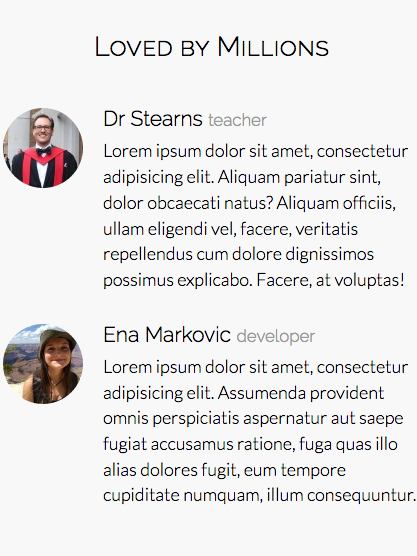 Loved by Millions
Dr Stearns teacher
Lorem ipsum dolor sit amet, consectetur
adipisicing elit. Aliquam pariatur sint,
dolor obcaecati natus? Aliquam officiis,
ullam eligendi vel, facere, veritatis
repellendus cum dolore dignissimos
possimus explicabo. Facere, at voluptas!
Ena Markovic developer
Lorem ipsum dolor sit amet, consectetur
adipisicing elit. Assumenda provident
omnis perspiciatis aspernatur aut saepe
fugiat accusamus ratione, fuga quas illo
alias dolores fugit, eum tempore
cupiditate numquam, illum consequuntur.